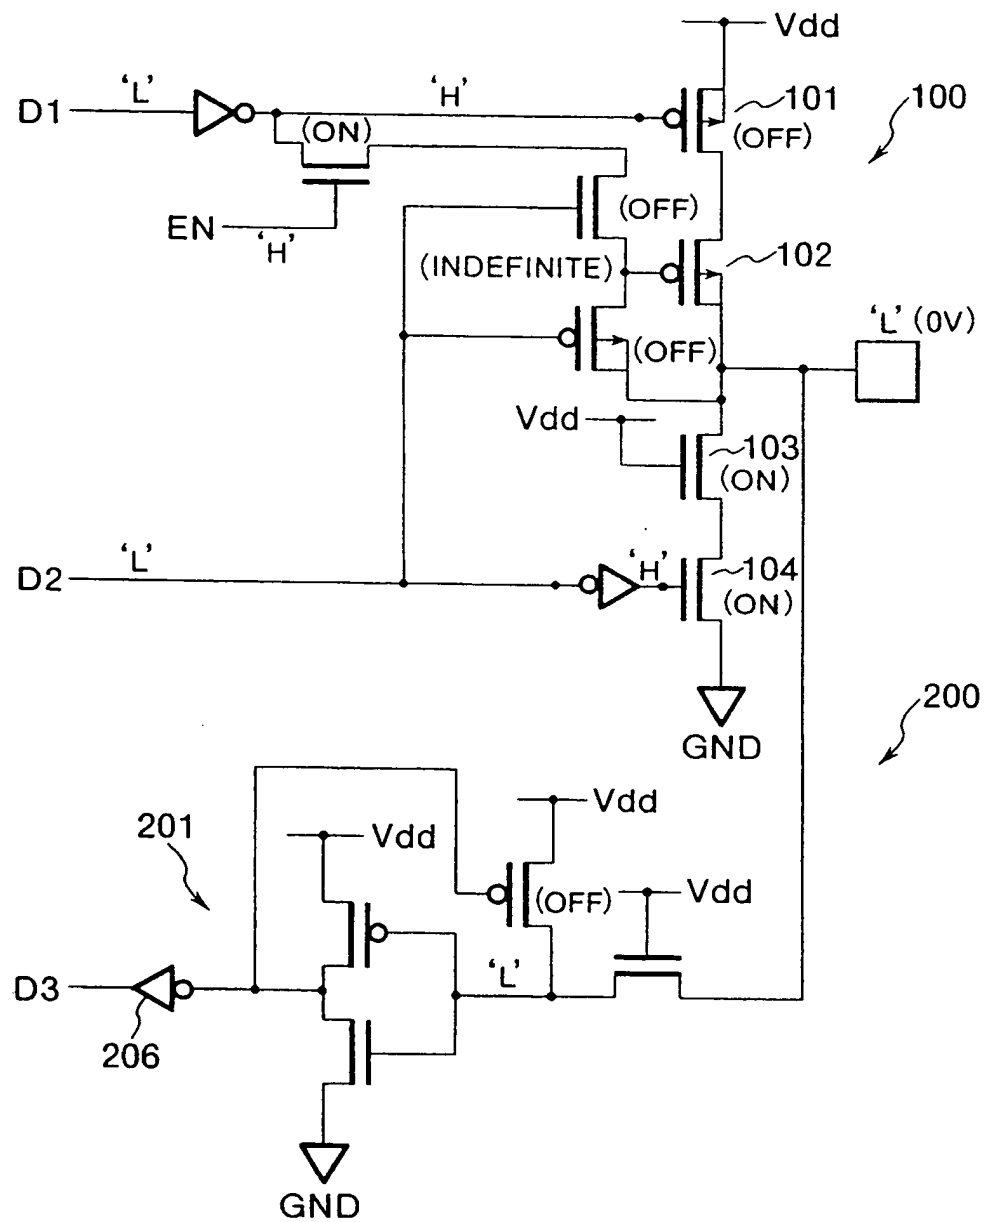 Vdd
D1
'L'
'H'
101
(OFF)
100
(ON)
EN
'H'
(OFF)
(INDEFINITE)
102
(OFF)
'L' (0V)
Vdd
103
(ON)
D2
'L'
'H'
104
(ON)
GND
200
Vdd
201
Vdd
(OFF)
Vdd
D3
'L'
206
GND